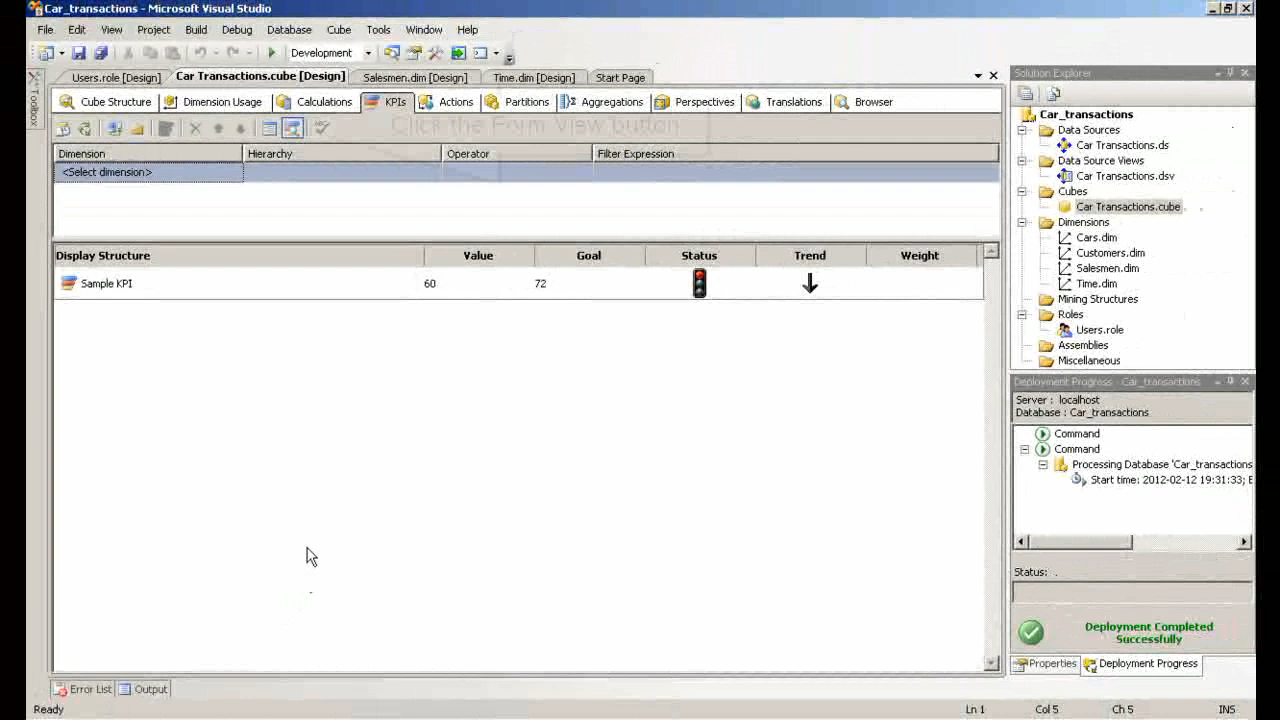 Car_transactions - Microsoft Visual Studio
File Edit View Project Build Debug Database Cube Tools Window Help
Development
Users.role [Design] Car Transactions.cube [Design] Salesmen.dim [Design] Time.dim [Design] Start Page
Cube Structure Dimension Usage Calculations KPIs Actions Partitions Aggregations Perspectives Translations Browser
Click the Form View button
Toolbox
Dimension Hierarchy Operator Filter Expression
<Select dimension>
Display Structure Value Goal Status Trend Weight
Sample KPI 60 72
Solution Explorer
Car_transactions
Data Sources
Car Transactions.ds
Data Source Views
Car Transactions.dsv
Cubes
Car Transactions.cube
Dimensions
Cars.dim
Customers.dim
Salesmen.dim
Time.dim
Mining Structures
Roles
Users.role
Assemblies
Miscellaneous
Deployment Progress - Car_transactions
Server : localhost
Database : Car_transactions
Command
Command
Processing Database 'Car_transactions
Start time: 2012-02-12 19:31:33; E
Status: .
Deployment Completed
Successfully
Properties Deployment Progress
Error List Output
Ready Ln 1 Col 5 Ch 5 INS